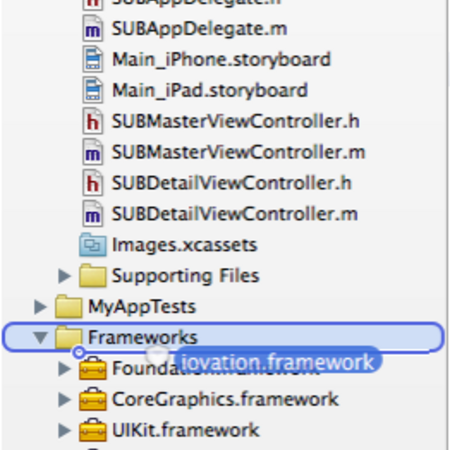 SUBAppDelegate.h
SUBAppDelegate.m
Main_iPhone.storyboard
Main_iPad.storyboard
SUBMasterViewController.h
SUBMasterViewController.m
SUBDetailViewController.h
SUBDetailViewController.m
Images.xcassets
Supporting Files
MyAppTests
Frameworks
iovation.framework
Foundation.framework
CoreGraphics.framework
UIKit.framework